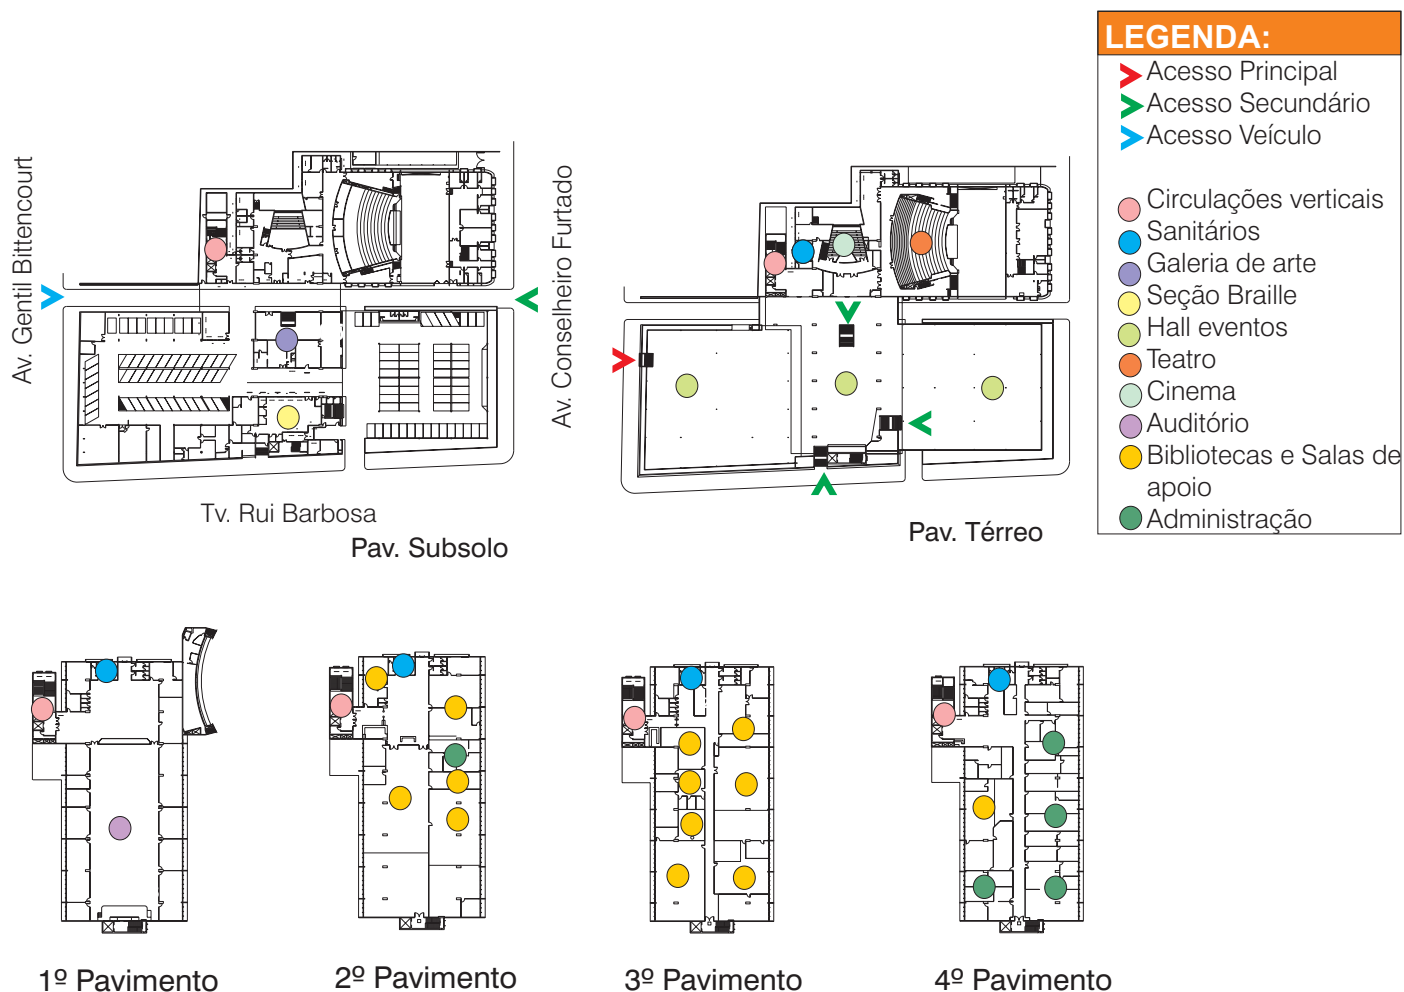 LEGENDA:
Acesso Principal
Acesso Secundário
Acesso Veículo
Circulações verticais
Sanitários
Galeria de arte
Seção Braille
Hall eventos
Teatro
Cinema
Auditório
Bibliotecas e Salas de
apoio
Administração
Av. Gentil Bittencourt
Av. Conselheiro Furtado
Tv. Rui Barbosa
Pav. Subsolo
Pav. Térreo
1º Pavimento
2º Pavimento
3º Pavimento
4º Pavimento